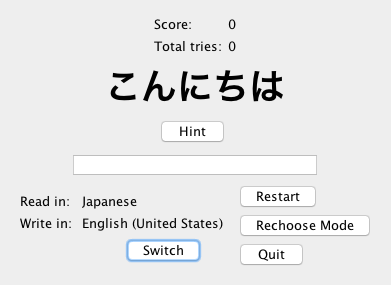 Score: 0
Total tries: 0
こんにちは
Hint
Read in: Japanese
Restart
Write in: English (United States)
Rechoose Mode
Switch
Quit